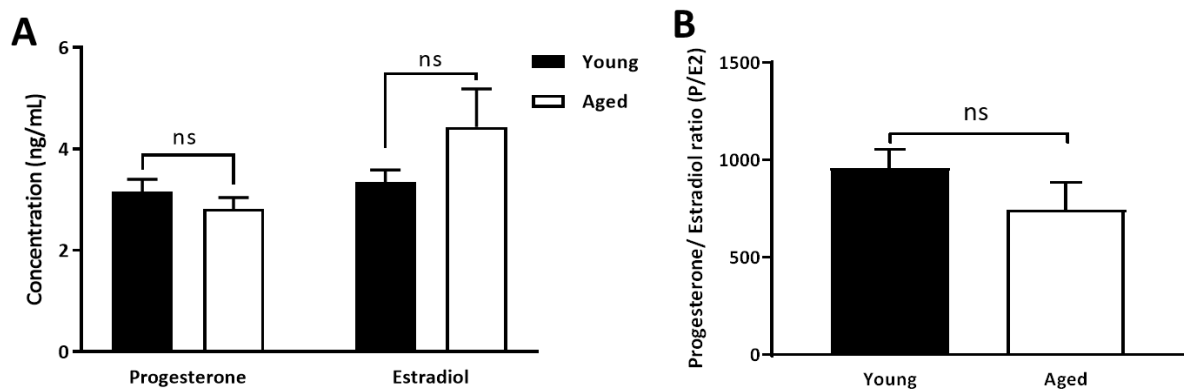 A
Concentration (ng/mL)
6
4
2
0
ns
ns
Progesterone
Estradiol
Young
Aged
B
Progesterone/ Estradiol ratio (P/E2)
1500
1000
500
0
ns
Young
Aged